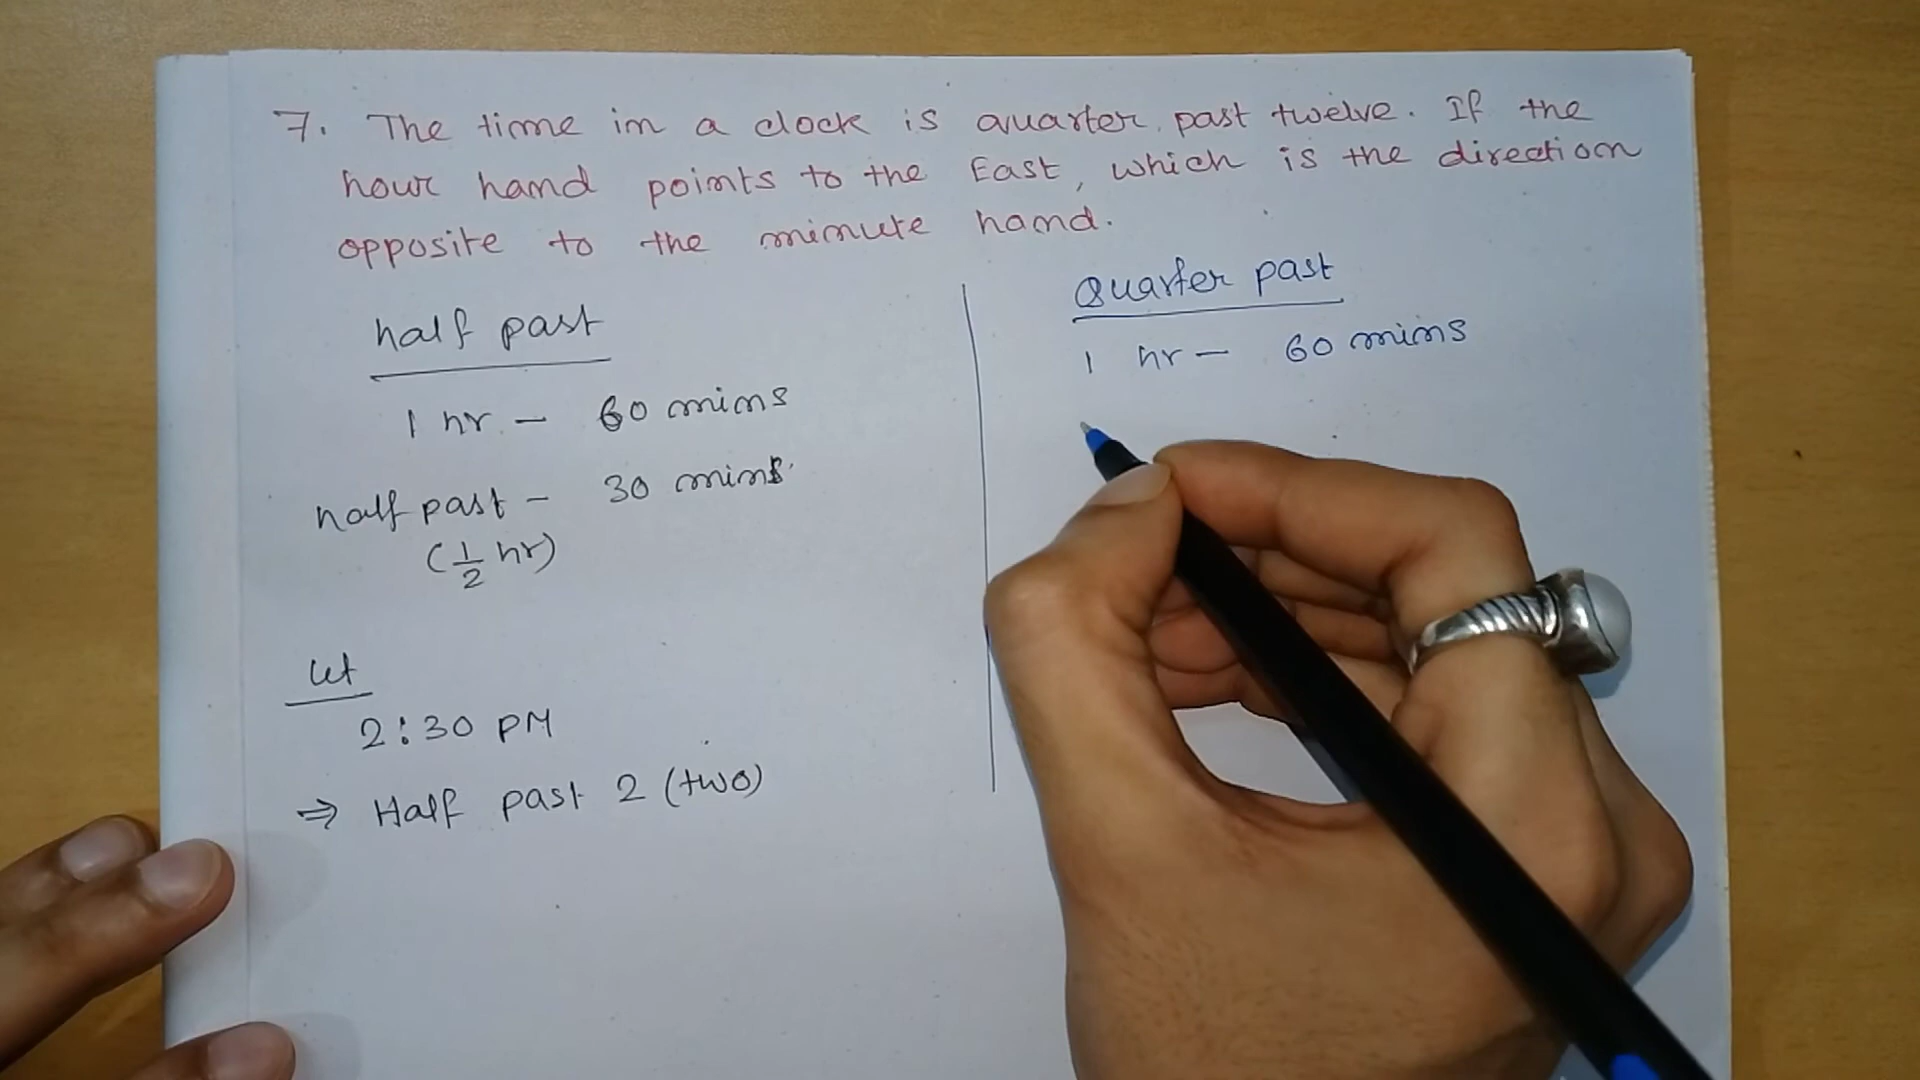 7. The time in a clock is quarter past twelve. If the
hour hand points to the East, which is the direction
opposite to the minute hand.
half past
1 hr - 60 mins
half past - 30 mins
(1/2 hr)
let
2:30 PM
⇒ Half past 2 (two)
Quarter past
1 hr - 60 mins